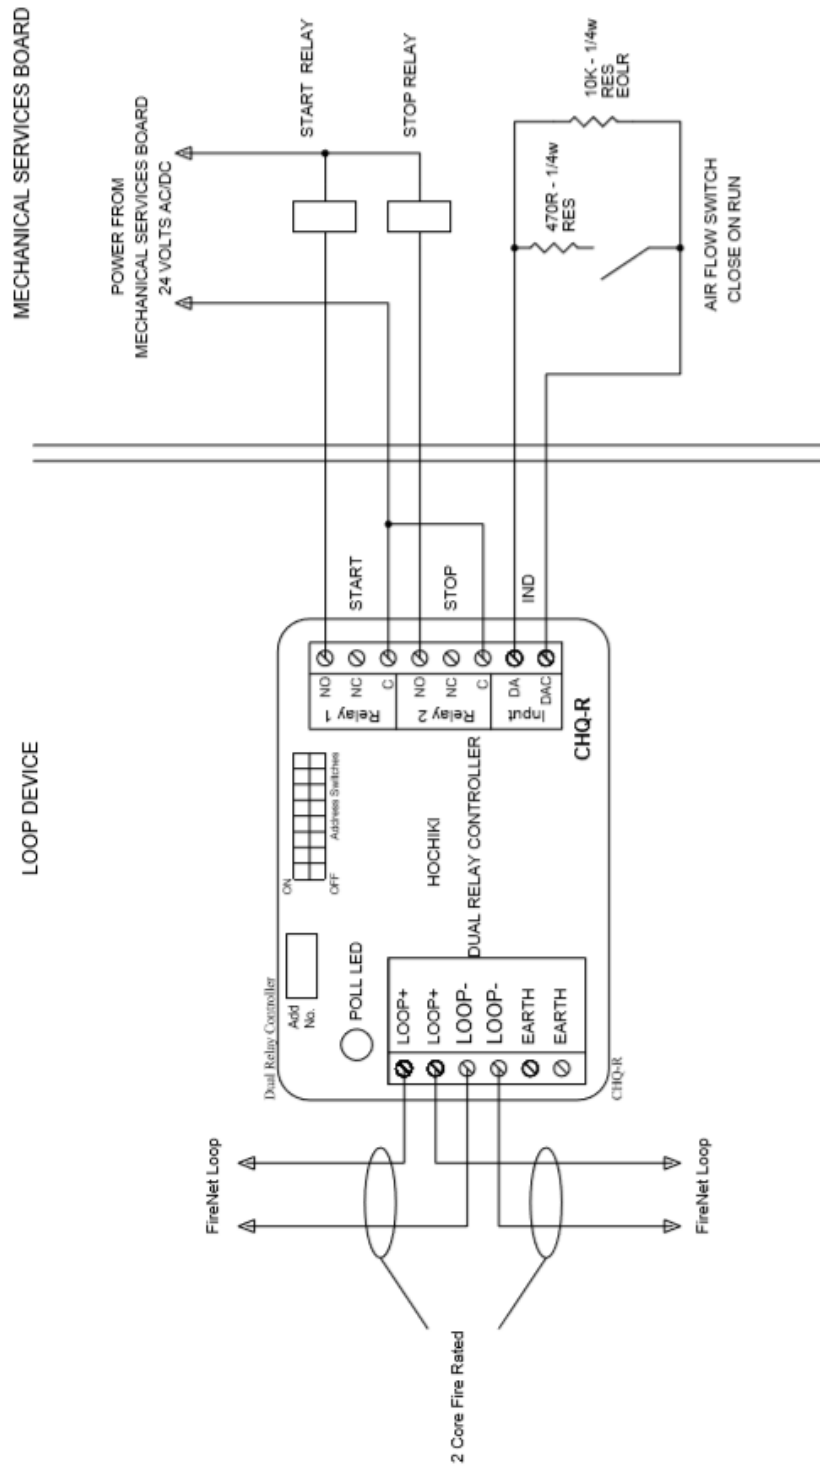 LOOP DEVICE
MECHANICAL SERVICES BOARD
FireNet Loop
FireNet Loop
2 Core Fire Rated
Dual Relay Controller
Add
No.
POLL LED
ON
OFF
Address Switches
HOCHIKI
DUAL RELAY CONTROLLER
LOOP+
LOOP+
LOOP-
LOOP-
EARTH
EARTH
CHQ-R
Relay 1
NO
NC
C
Relay 2
NO
NC
C
Input
DA
DAC
CHQ-R
START
STOP
IND
POWER FROM
MECHANICAL SERVICES BOARD
24 VOLTS AC/DC
START RELAY
STOP RELAY
470R - 1/4w
RES
10K - 1/4w
RES
EOLR
AIR FLOW SWITCH
CLOSE ON RUN